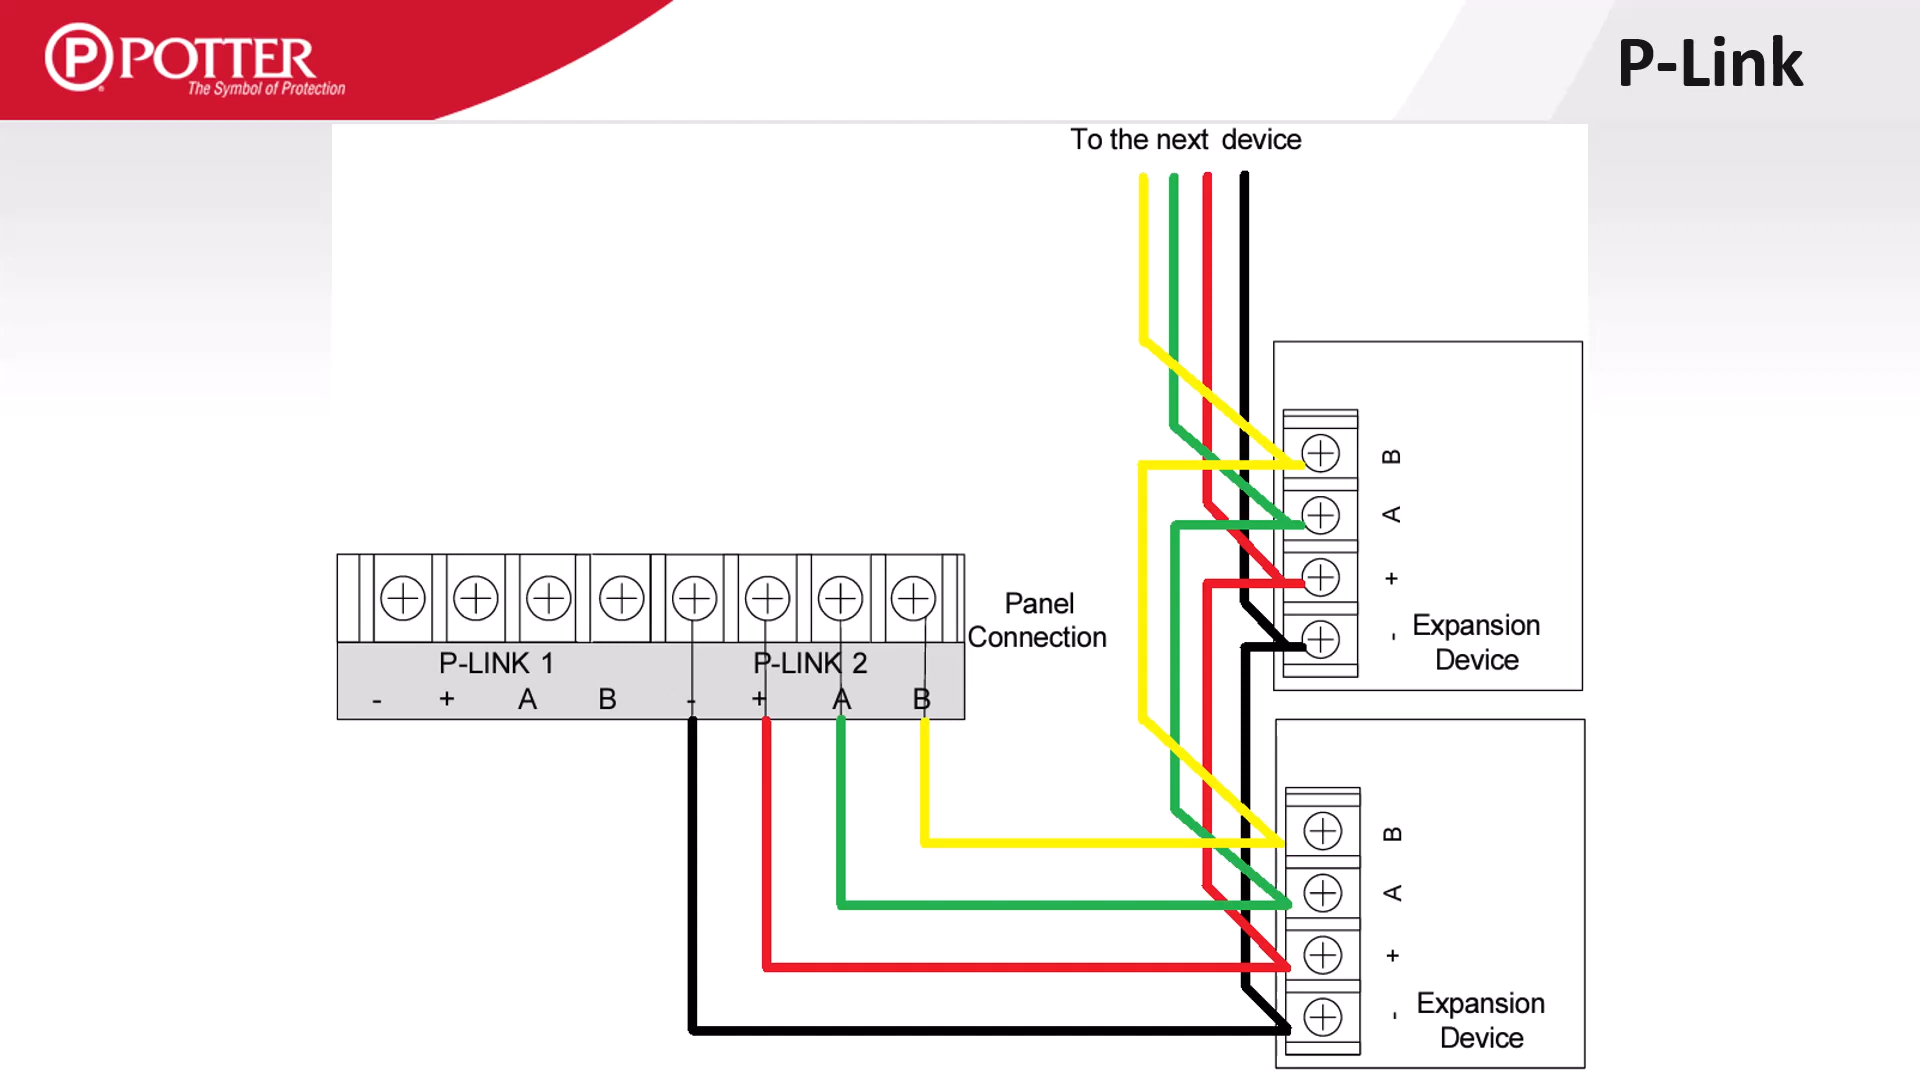 POTTER
The Symbol of Protection
P-Link
To the next device
B
A
+
-
Expansion
Device
Panel
Connection
P-LINK 1
P-LINK 2
- + A B - + A B
B
A
+
-
Expansion
Device